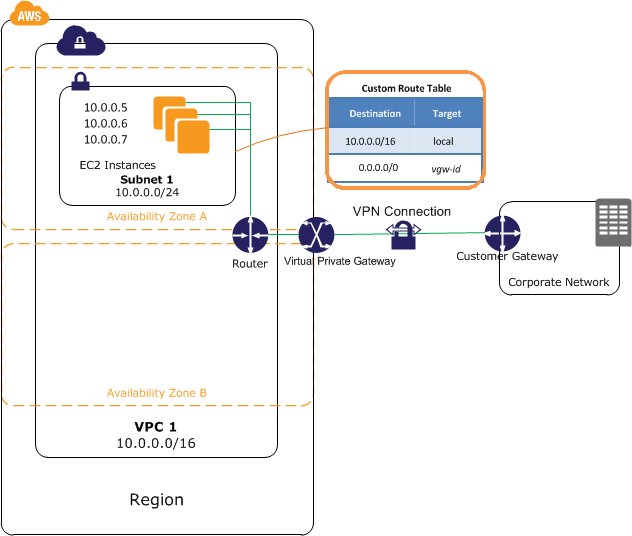 AWS
Custom Route Table
Destination Target
10.0.0.0/16 local
0.0.0.0/0 vgw-id
10.0.0.5
10.0.0.6
10.0.0.7
EC2 Instances
Subnet 1
10.0.0.0/24
Availability Zone A
VPN Connection
Router
Virtual Private Gateway
Customer Gateway
Corporate Network
Availability Zone B
VPC 1
10.0.0.0/16
Region